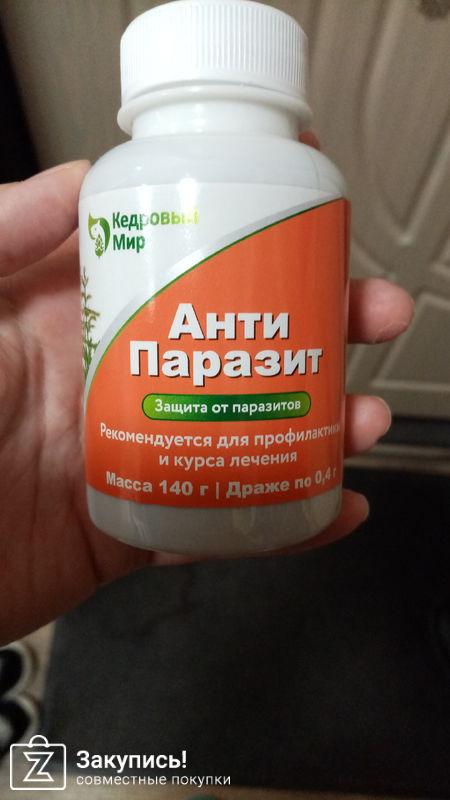 Кедровый
Мир
Анти
Паразит
Защита от паразитов
Рекомендуется для профилактики
и курса лечения
Масса 140 г | Драже по 0,4 г
Закупись!
совместные покупки